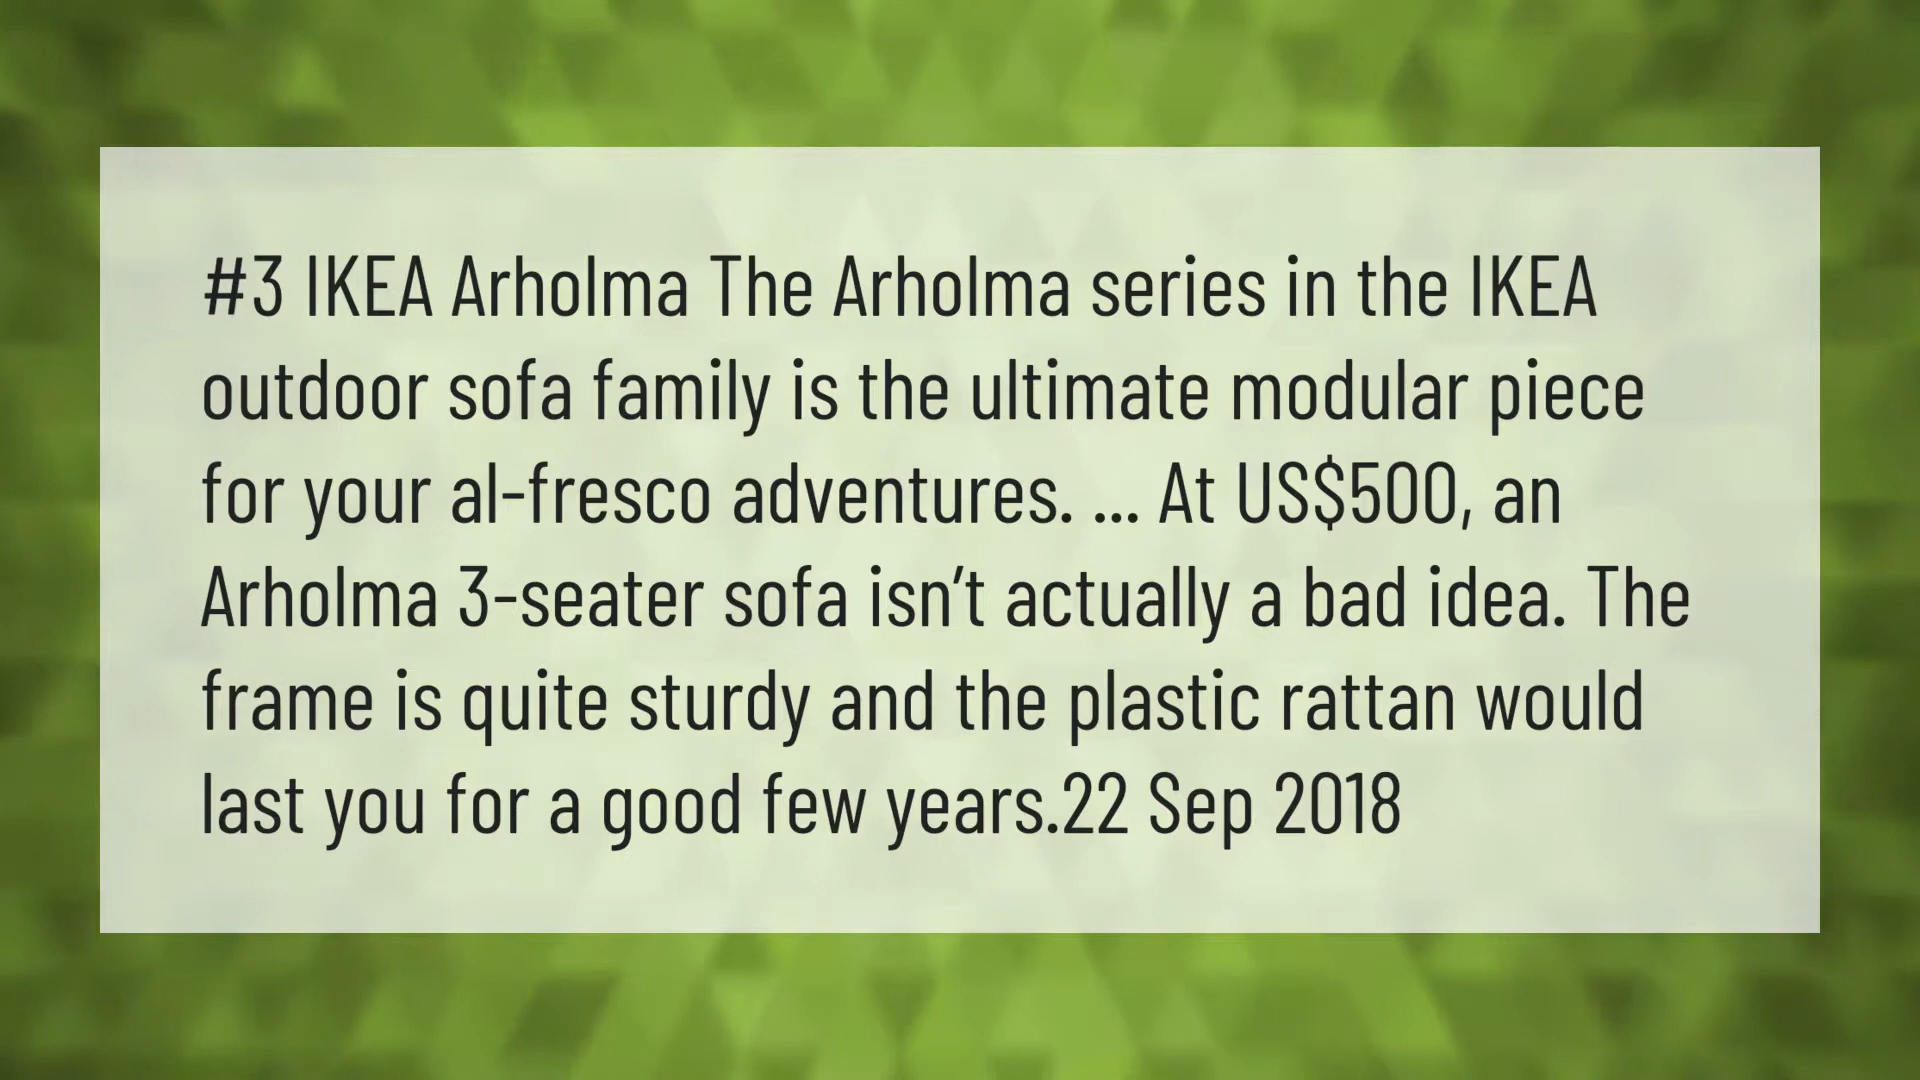 #3 IKEA Arholma The Arholma series in the IKEA
outdoor sofa family is the ultimate modular piece
for your al-fresco adventures. ... At US$500, an
Arholma 3-seater sofa isn’t actually a bad idea. The
frame is quite sturdy and the plastic rattan would
last you for a good few years.22 Sep 2018